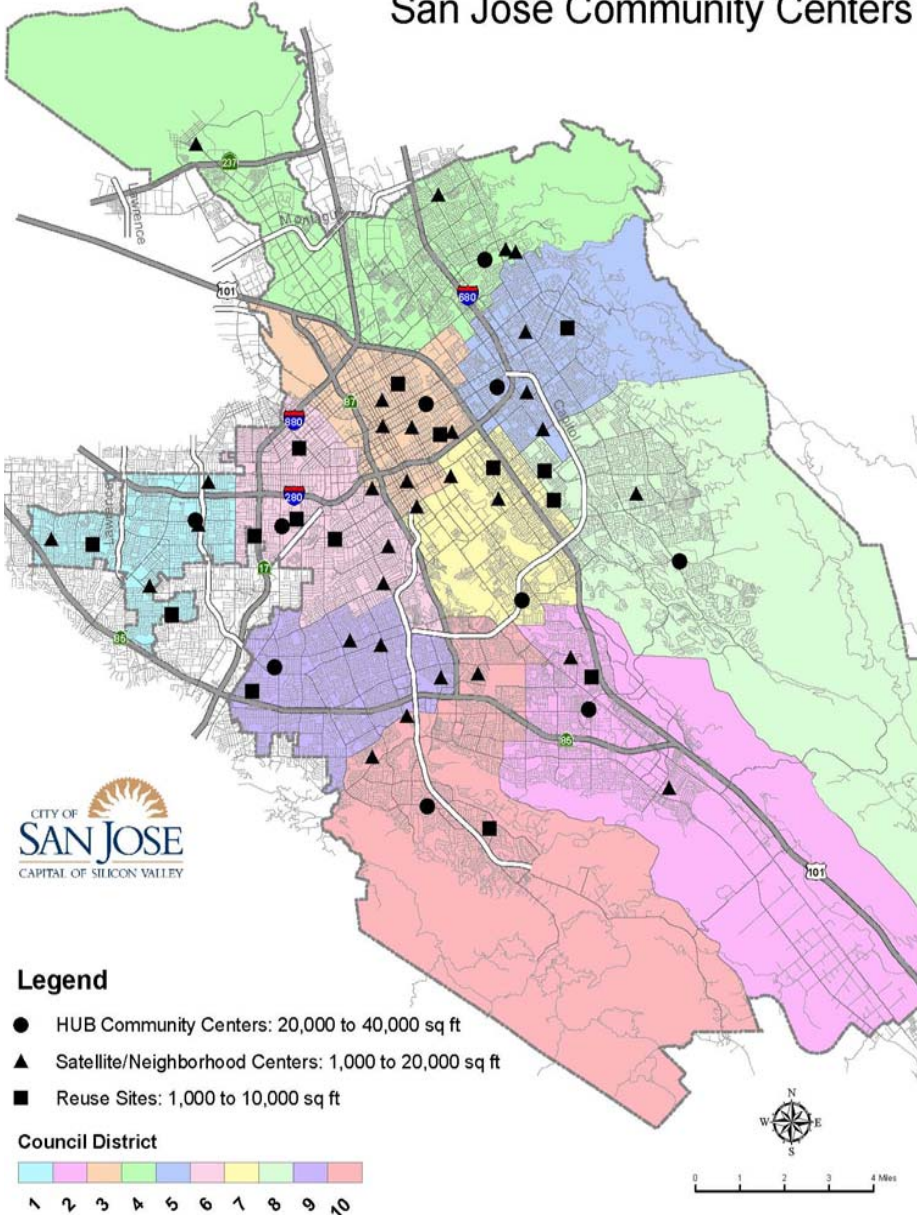 San Jose Community Centers
237
Lawrence
Montague
101
680
87
880
280
Lawrence
17
85
85
101
CITY OF
SAN JOSE
CAPITAL OF SILICON VALLEY
Legend
HUB Community Centers: 20,000 to 40,000 sq ft
Satellite/Neighborhood Centers: 1,000 to 20,000 sq ft
Reuse Sites: 1,000 to 10,000 sq ft
Council District
1 2 3 4 5 6 7 8 9 10
N
W E
S
0 1 2 3 4 Miles